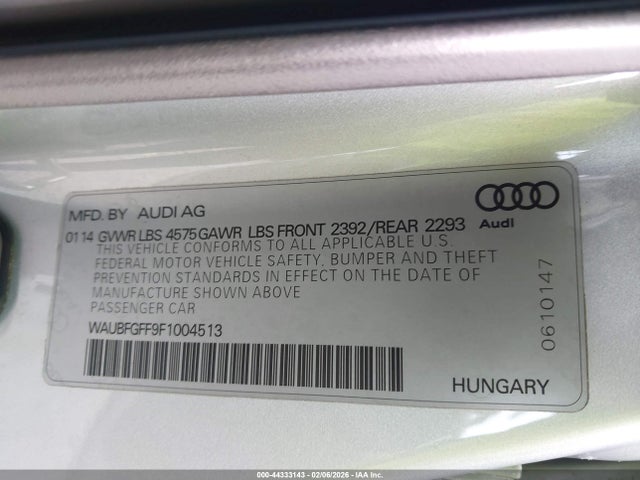 MFD. BY AUDI AG
Audi
0114 GVWR LBS 4575 GAWR LBS FRONT 2392/REAR 2293
THIS VEHICLE CONFORMS TO ALL APPLICABLE U.S.
FEDERAL MOTOR VEHICLE SAFETY, BUMPER AND THEFT
PREVENTION STANDARDS IN EFFECT ON THE DATE OF
MANUFACTURE SHOWN ABOVE
PASSENGER CAR
WAUBFGFF9F1004513
0610147
HUNGARY
000-44333143 | 02/06/2026 - IAA Inc.